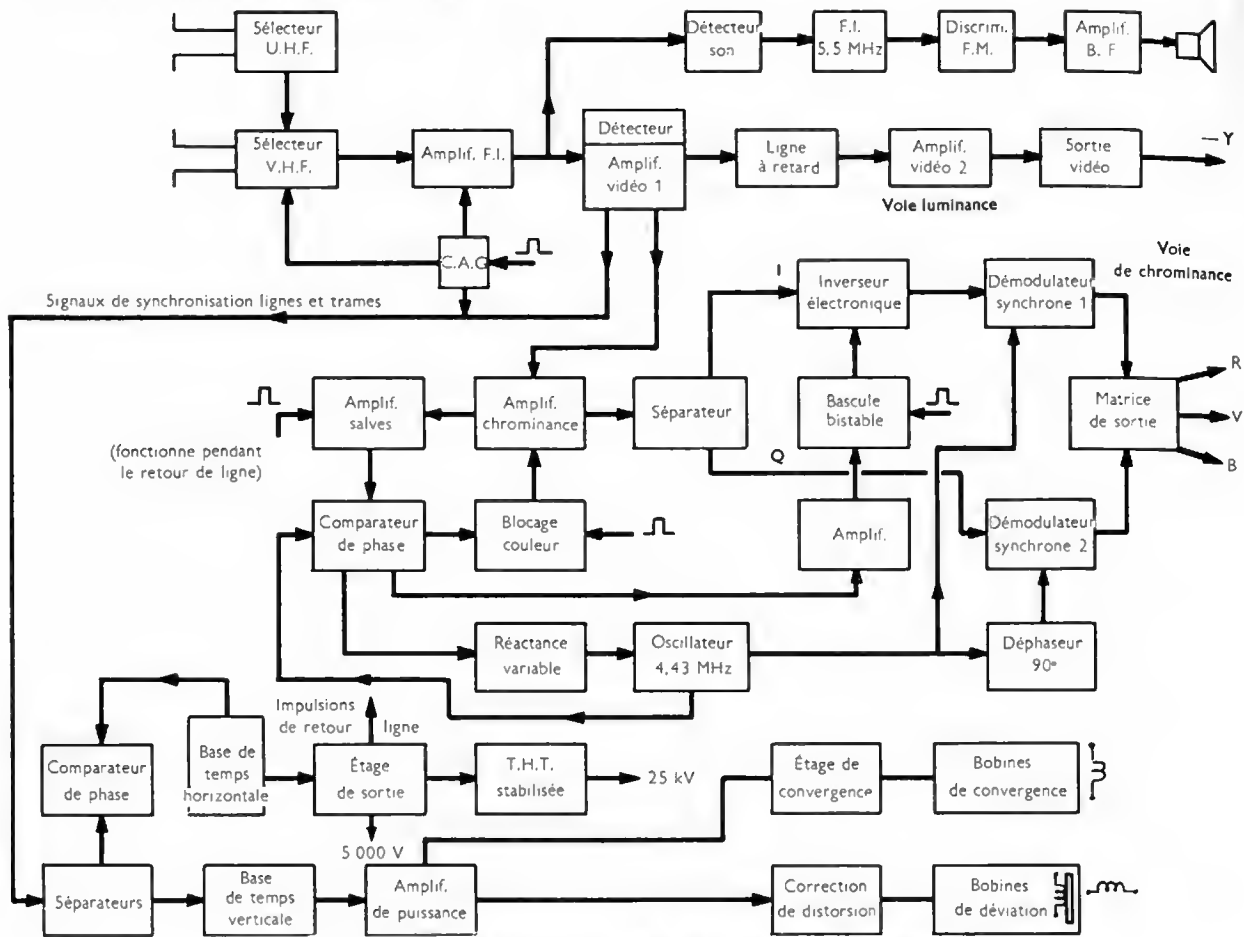 Sélecteur
U.H.F.
Détecteur
son
F.I.
5,5 MHz
Discrim.
F.M.
Amplif.
B. F
Sélecteur
V.H.F.
Amplif. F.I.
Détecteur
Amplif.
vidéo 1
Ligne
à retard
Amplif.
vidéo 2
Sortie
vidéo
—Y
Voie luminance
C.A.G
Signaux de synchronisation lignes et trames
I
Inverseur
électronique
Démodulateur
synchrone 1
Voie
de chrominance
Amplif.
salves
Amplif.
chrominance
Séparateur
Bascule
bistable
Matrice
de sortie
R
V
B
(fonctionne pendant
le retour de ligne)
Q
Comparateur
de phase
Blocage
couleur
Amplif.
Démodulateur
synchrone 2
Réactance
variable
Oscillateur
4,43 MHz
Déphaseur
90°
Impulsions
de retour ligne
Comparateur
de phase
Base de
temps
horizontale
Étage
de sortie
T.H.T.
stabilisée
25 kV
Étage de
convergence
Bobines
de convergence
5 000 V
Séparateurs
Base
de temps
verticale
Amplif.
de puissance
Correction
de distorsion
Bobines
de déviation